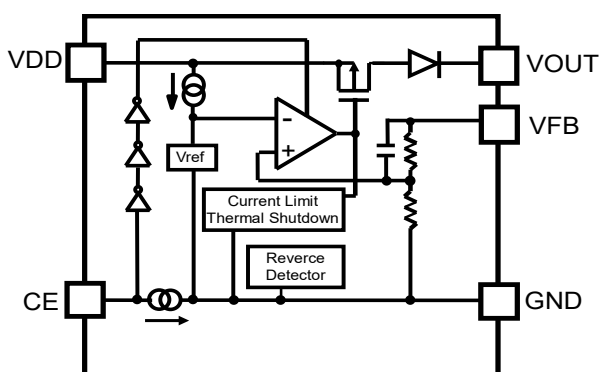 VDD
VOUT
VFB
-
+
Vref
Current Limit
Thermal Shutdown
Reverce
Detector
CE
GND